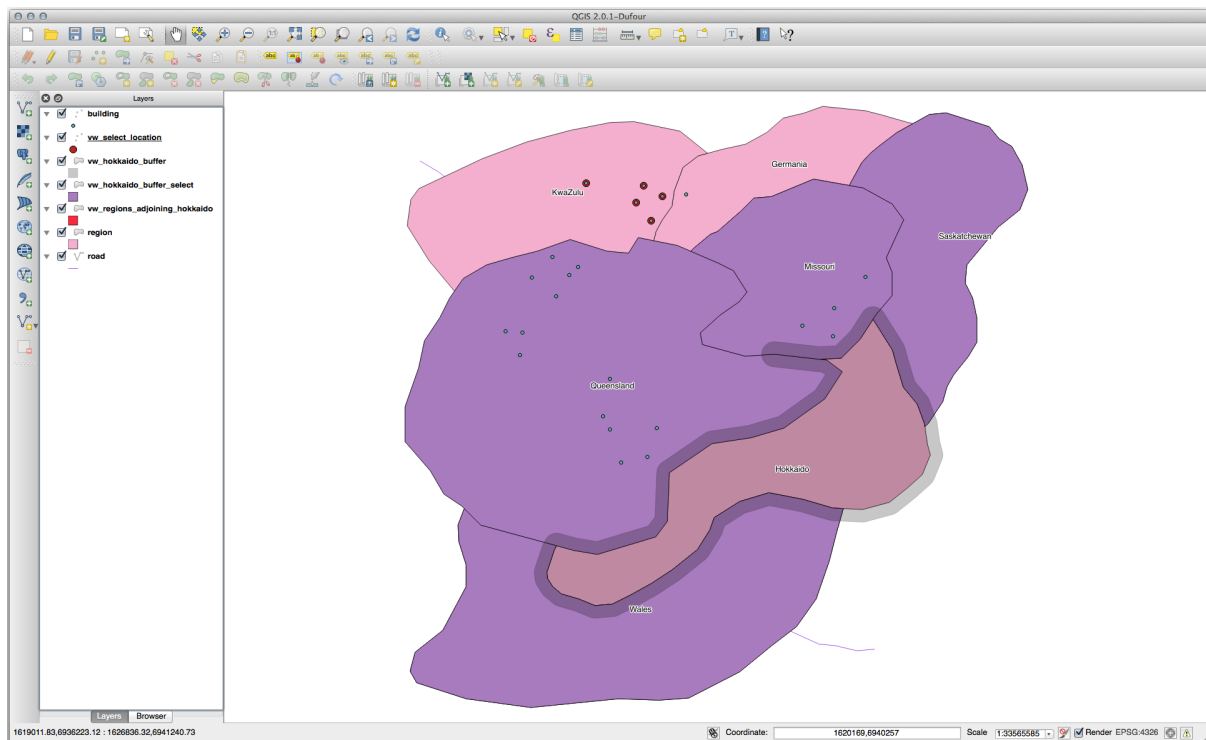 QGIS 2.0.1-Dufour
Layers
building
vw_select_location
vw_hokkaido_buffer
vw_hokkaido_buffer_select
vw_regions_adjoining_hokkaido
region
road
Germania
KwaZulu
Saskatchewan
Missouri
Queensland
Hokkaido
Wales
Layers Browser
1619011.83,6936223.12 : 1626836.32,6941240.73 Coordinate: 1620169,6940257 Scale 1:33565585 Render EPSG:4326